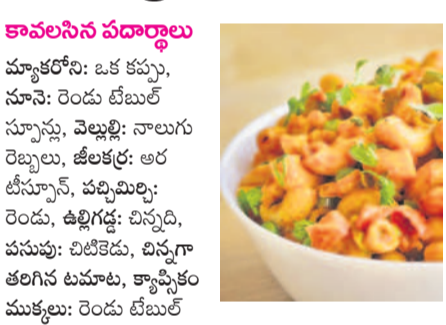 కావలసిన పదార్థాలు
మ్యాకరోని: ఒక కప్పు,
నూనె: రెండు టేబుల్
స్పూన్లు, వెల్లుల్లి: నాలుగు
రెబ్బలు, జీలకర్ర: అర
టీస్పూన్, పచ్చిమిర్చి:
రెండు, ఉల్లిగడ్డ: చిన్నది,
పసుపు: చిటికెడు, చిన్నగా
తరిగిన టమాట, క్యాప్సికం
ముక్కలు: రెండు టేబుల్